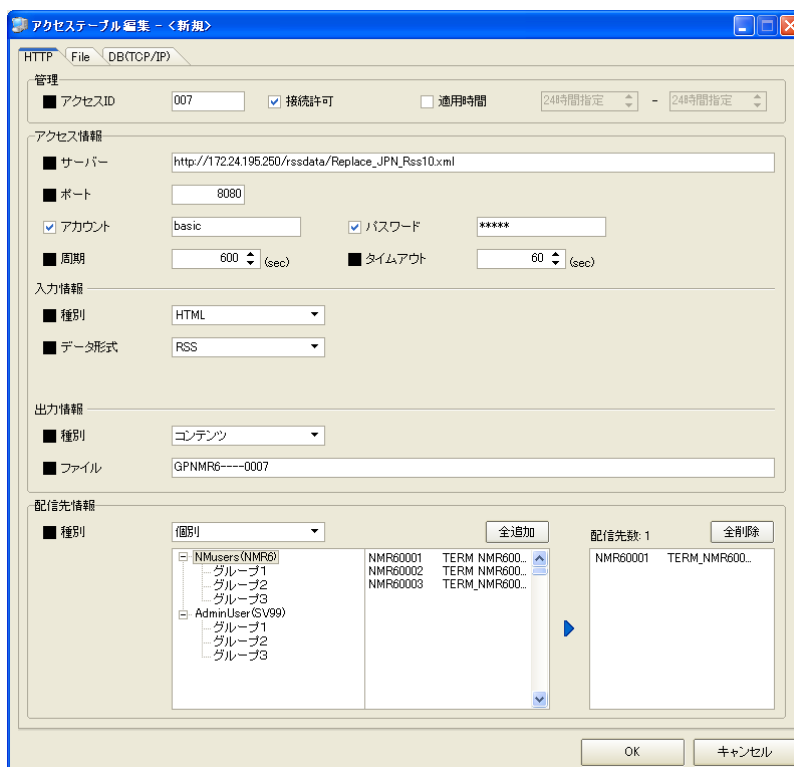 アクセステーブル編集 - <新規>
HTTP File DB(TCP/IP)
管理
アクセスID 007 接続許可 適用時間 24時間指定 - 24時間指定
アクセス情報
サーバー http://172.24.195.250/rssdata/Replace_JPN_Rss10.xml
ポート 8080
アカウント basic パスワード *****
周期 600 (sec) タイムアウト 60 (sec)
入力情報
種別 HTML
データ形式 RSS
出力情報
種別 コンテンツ
ファイル GPNMR6----0007
配信先情報
種別 個別 全追加 配信先数: 1 全削除
NMusers(NMR6) NMR60001 TERM NMR600... NMR60001 TERM_NMR600...
グループ1 NMR60002 TERM NMR600...
グループ2 NMR60003 TERM_NMR600...
グループ3
AdminUser(SV99)
グループ1
グループ2
グループ3
OK キャンセル